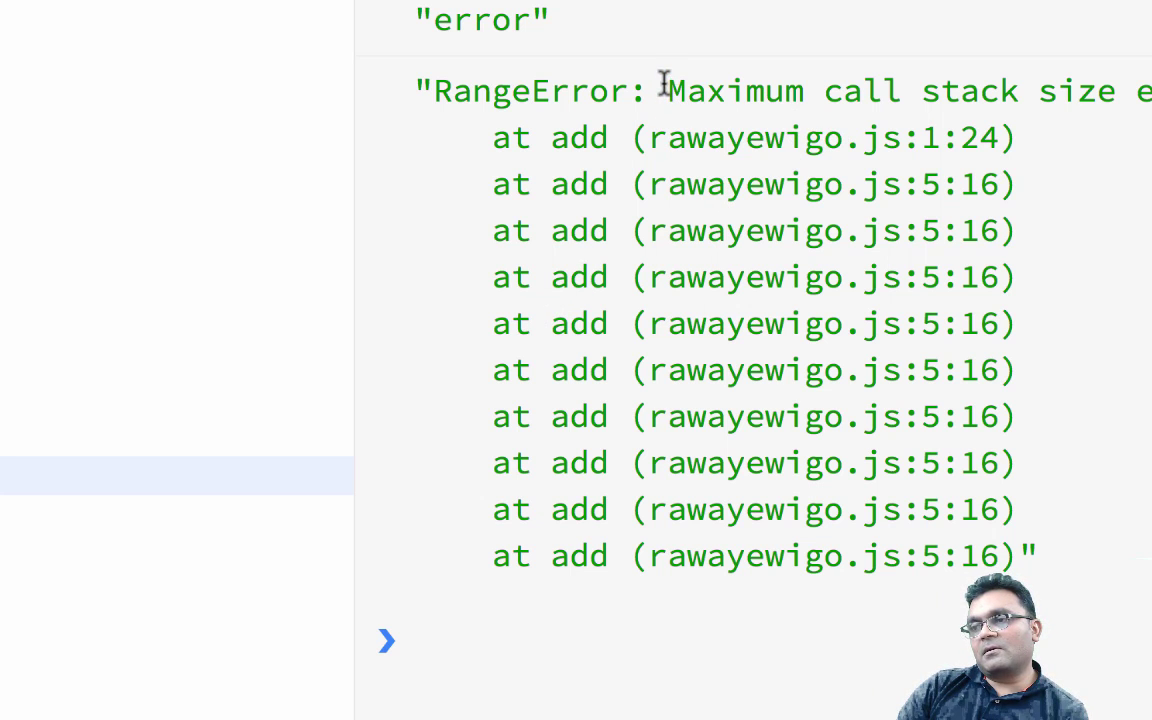 "error"
"RangeError: Maximum call stack size
at add (rawayewigo.js:1:24)
at add (rawayewigo.js:5:16)
at add (rawayewigo.js:5:16)
at add (rawayewigo.js:5:16)
at add (rawayewigo.js:5:16)
at add (rawayewigo.js:5:16)
at add (rawayewigo.js:5:16)
at add (rawayewigo.js:5:16)
at add (rawayewigo.js:5:16)
at add (rawayewigo.js:5:16)"